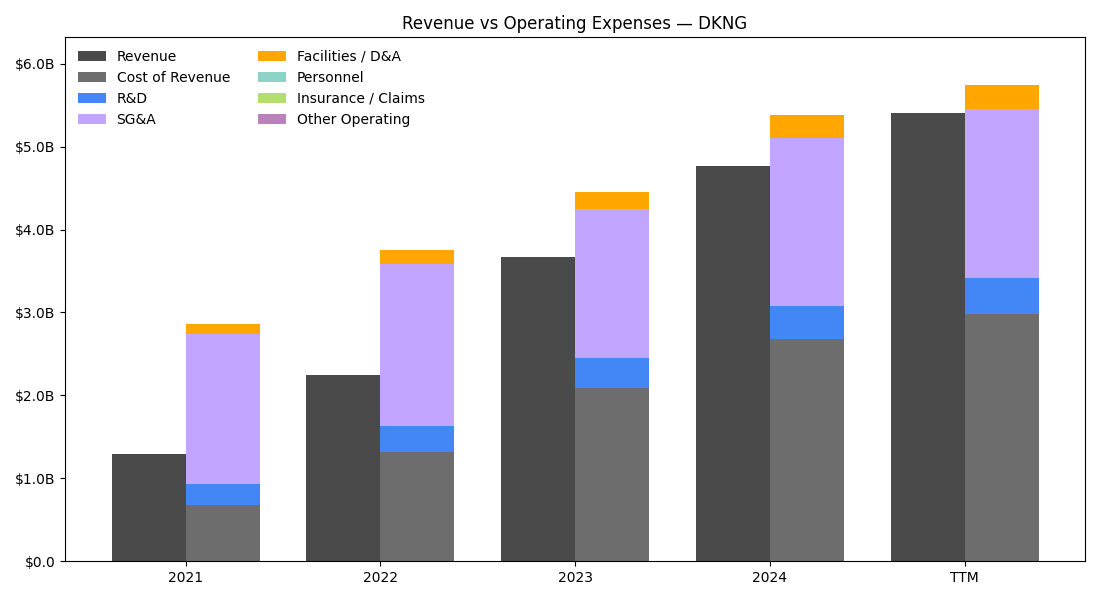 Revenue vs Operating Expenses — DKNG
Revenue
Cost of Revenue
R&D
SG&A
Facilities / D&A
Personnel
Insurance / Claims
Other Operating
$6.0B
$5.0B
$4.0B
$3.0B
$2.0B
$1.0B
$0.0
2021 2022 2023 2024 TTM